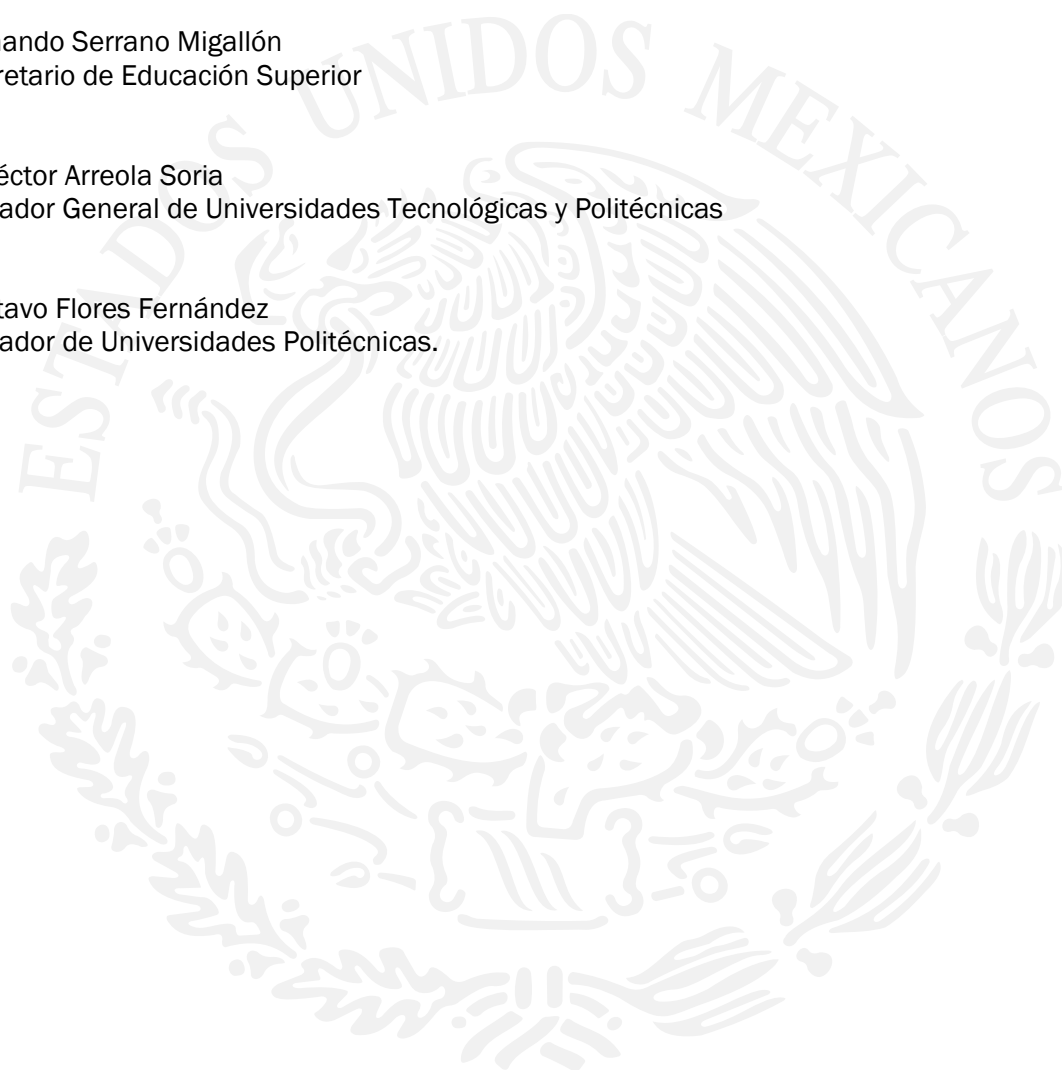 ando Serrano Migallón
retario de Educación Superior
éctor Arreola Soria
ador General de Universidades Tecnológicas y Politécnicas
tavo Flores Fernández
ador de Universidades Politécnicas.
ESTADOS UNIDOS MEXICANOS